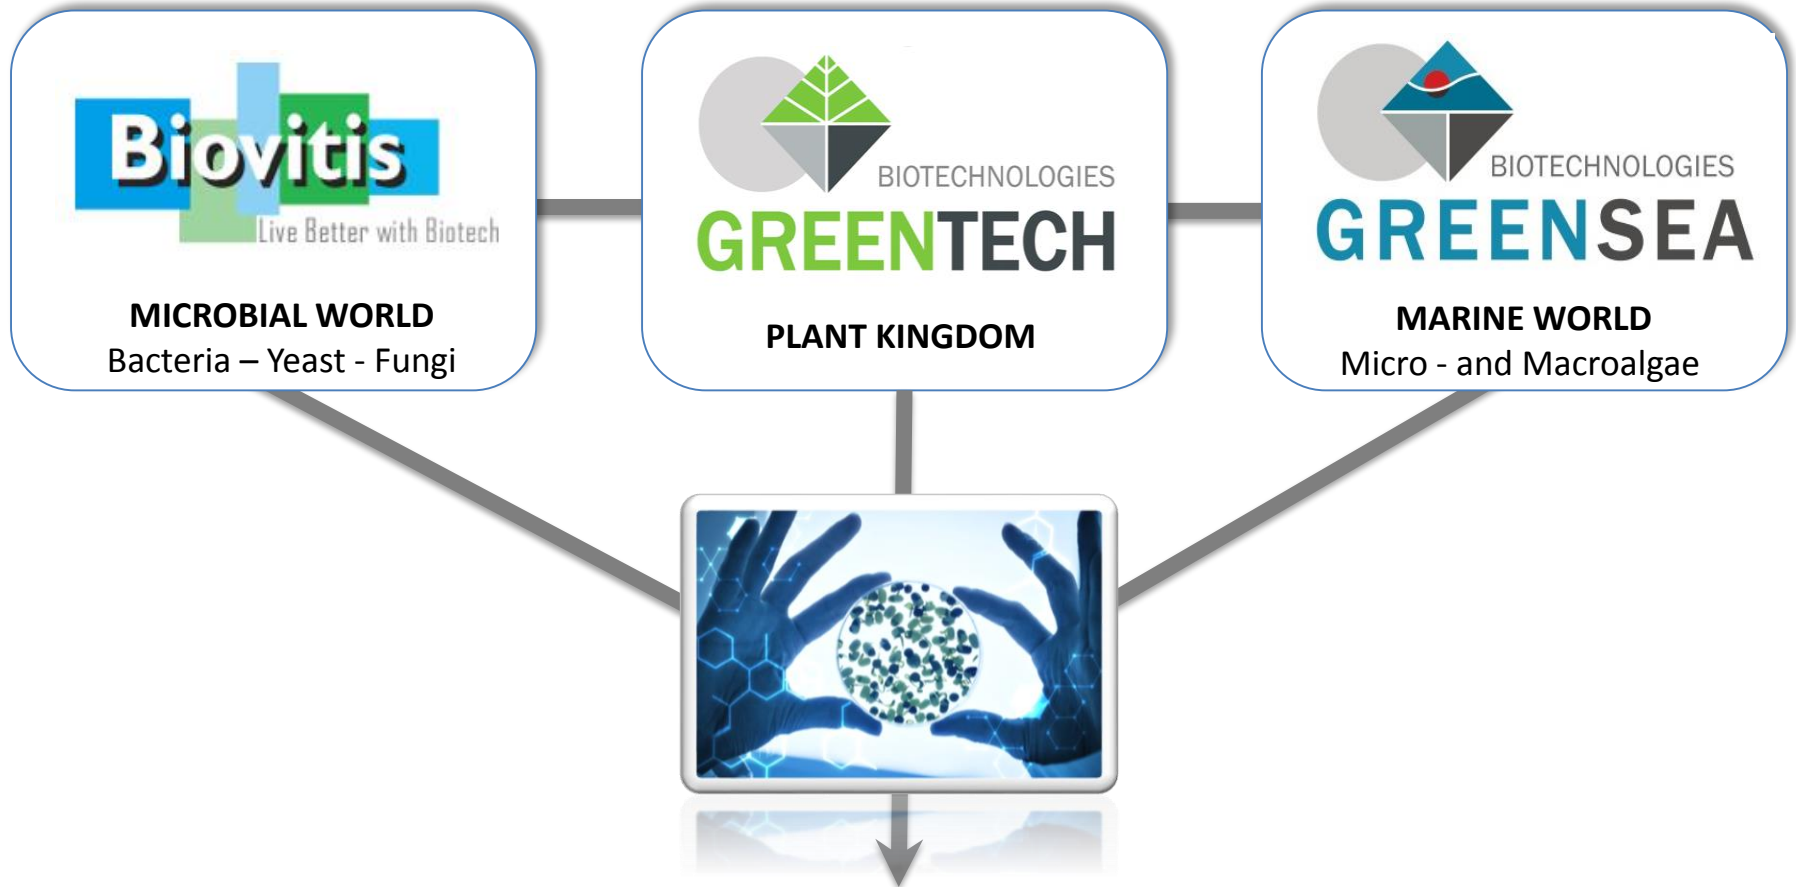 Biovitis
Live Better with Biotech
MICROBIAL WORLD
Bacteria – Yeast - Fungi
BIOTECHNOLOGIES
GREENTECH
PLANT KINGDOM
BIOTECHNOLOGIES
GREENSEA
MARINE WORLD
Micro - and Macroalgae